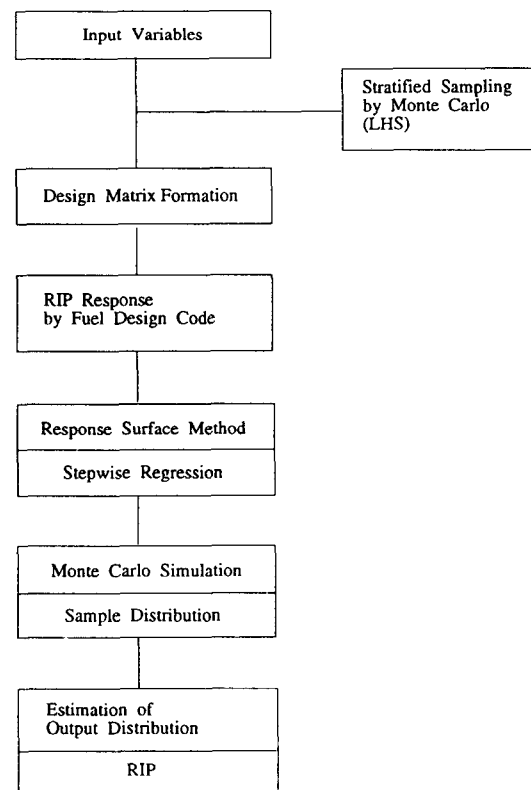 Input Variables
Stratified Sampling
by Monte Carlo
(LHS)
Design Matrix Formation
RIP Response
by Fuel Design Code
Response Surface Method
Stepwise Regression
Monte Carlo Simulation
Sample Distribution
Estimation of
Output Distribution
RIP